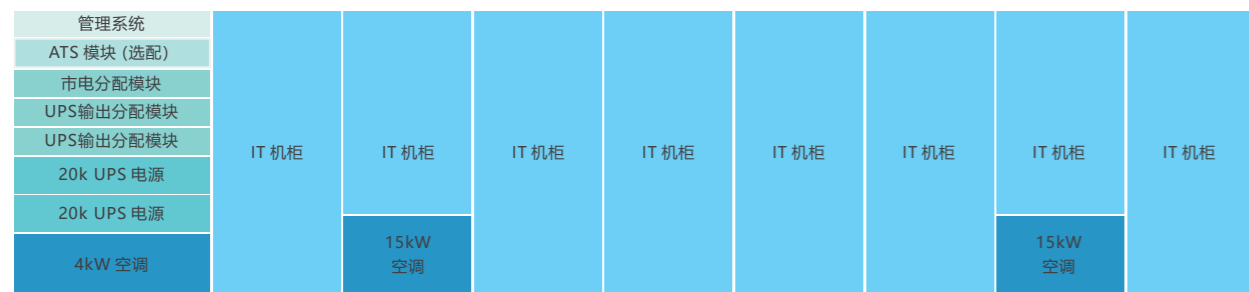 管理系统
ATS 模块 (选配)
市电分配模块
UPS输出分配模块
UPS输出分配模块
20k UPS 电源
20k UPS 电源
4kW 空调
IT 机柜
IT 机柜
IT 机柜
IT 机柜
IT 机柜
IT 机柜
IT 机柜
IT 机柜
15kW
空调
15kW
空调